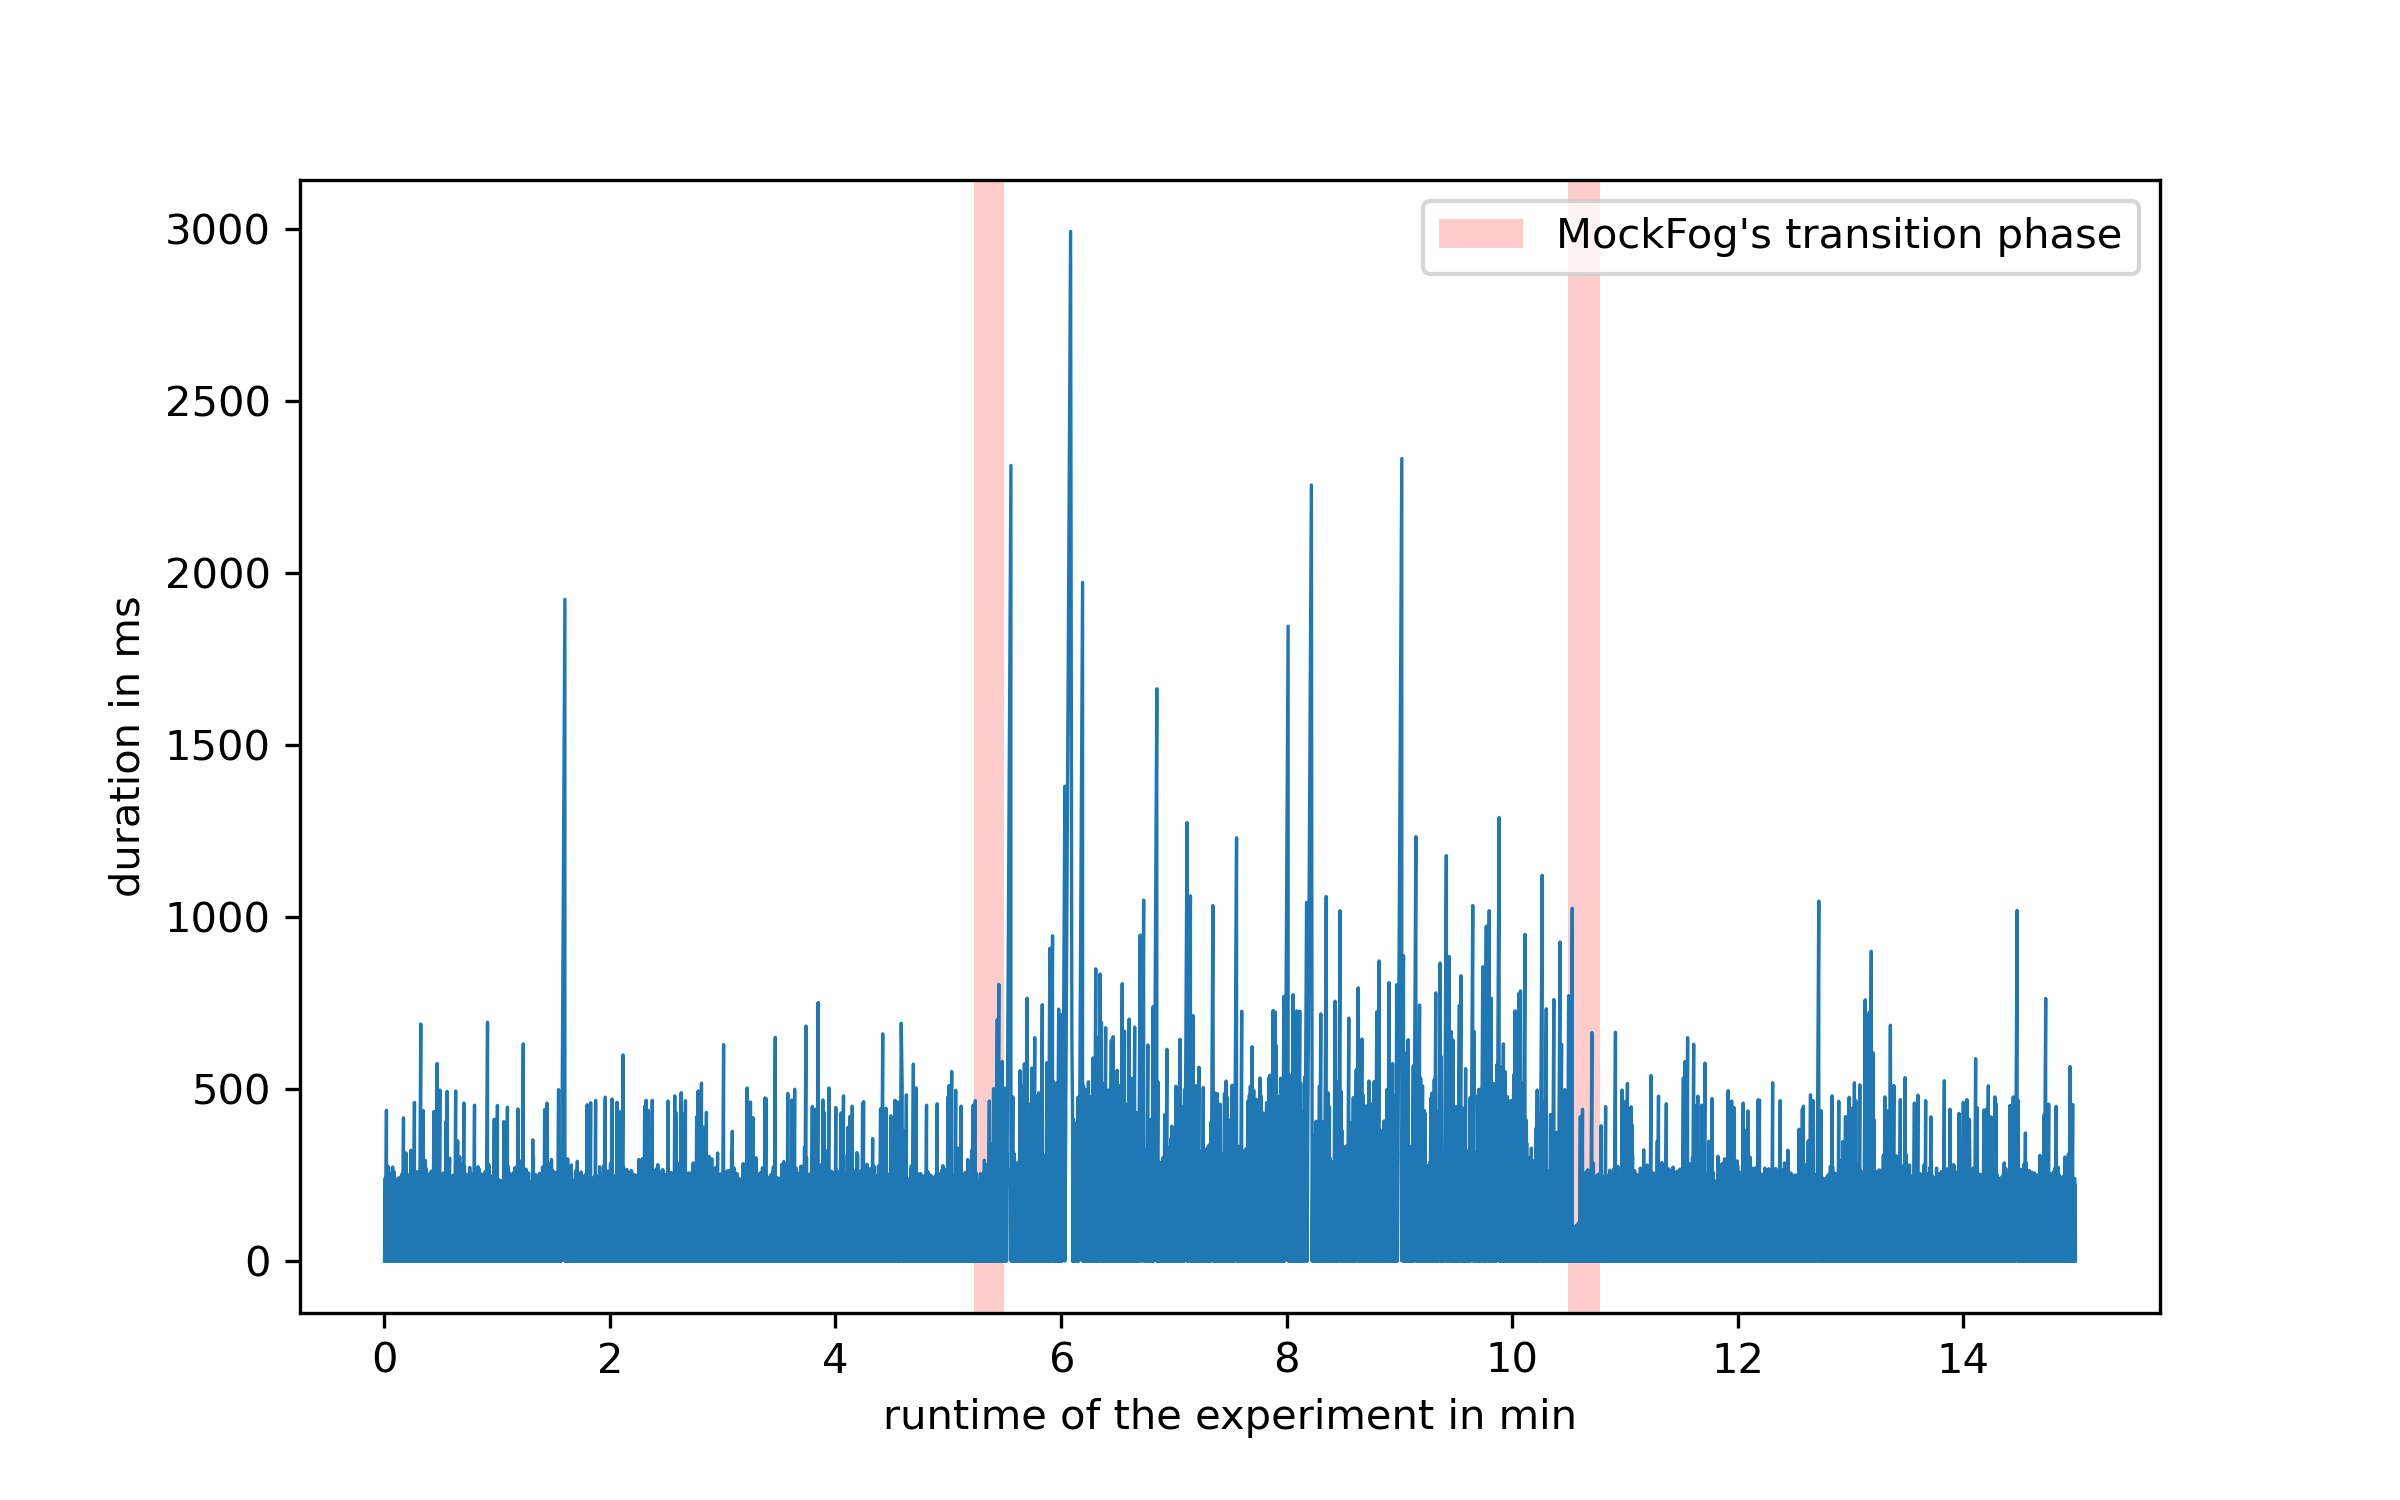 MockFog's transition phase
3000
2500
2000
1500
1000
500
0
duration in ms
0 2 4 6 8 10 12 14
runtime of the experiment in min